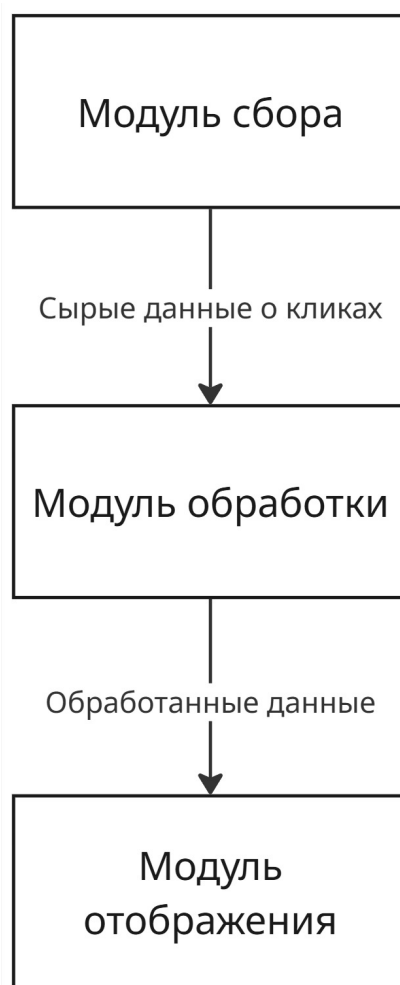 Модуль сбора
Сырые данные о кликах
Модуль обработки
Обработанные данные
Модуль
отображения